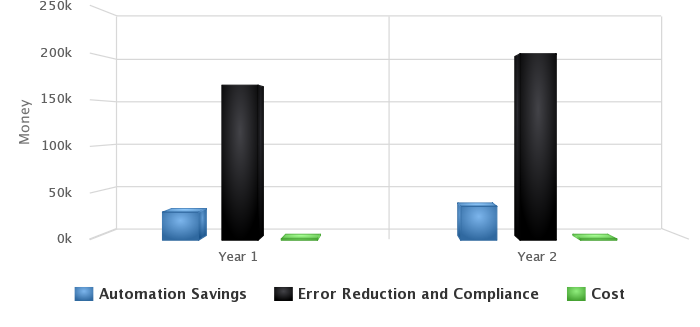 250k
200k
150k
100k
50k
0k
Money
Year 1
Year 2
Automation Savings
Error Reduction and Compliance
Cost